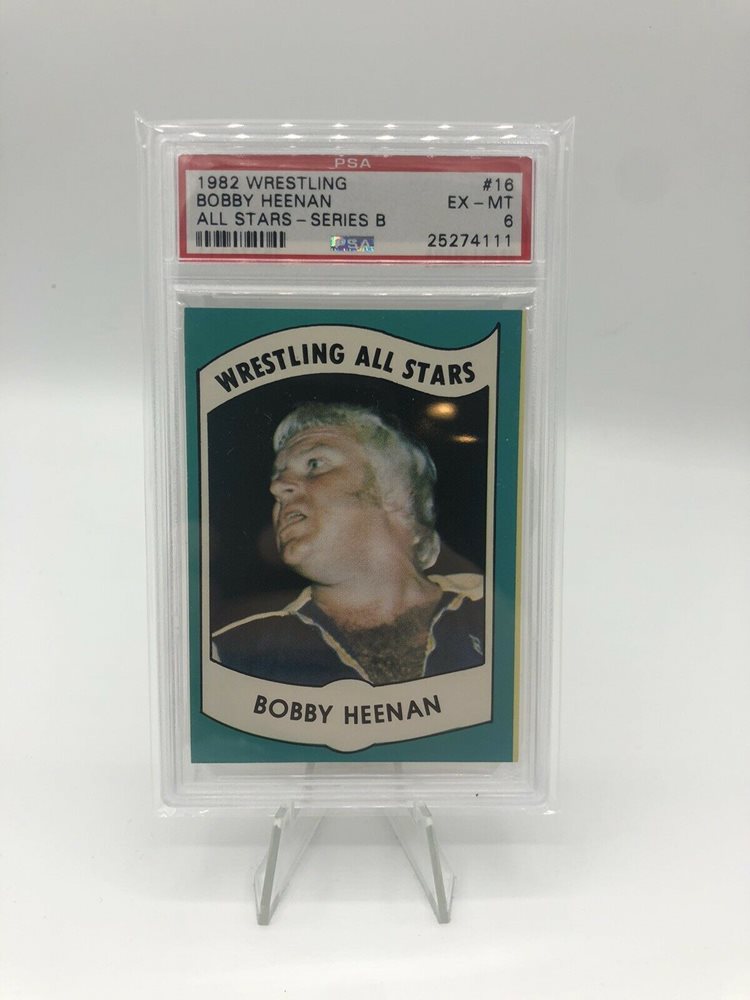 PSA
1982 WRESTLING #16
BOBBY HEENAN EX - MT
ALL STARS - SERIES B 6
PSA 25274111
WRESTLING ALL STARS
BOBBY HEENAN